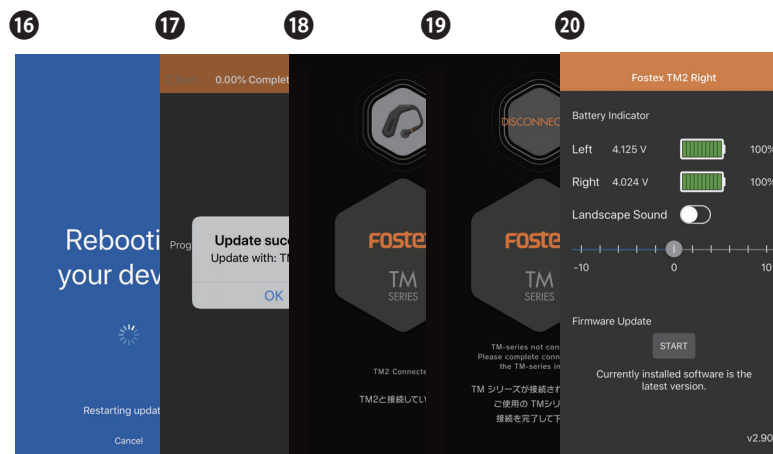 16 17 18 19 20
Rebooti
your dev
Restarting updat
Cancel
0.00% Complet
Prog
Update suc
Update with: T
OK
FOSTEX
TM
SERIES
TM2 Connecte
TM2と接続してい
DISCONNEC
FOSTE
TM
SERIES
TM-series not con
Please complete conn
the TM-series in
TM シリーズが接続され
ご使用の TMシリ
接続を完了して下
Fostex TM2 Right
Battery Indicator
Left 4.125 V 100%
Right 4.024 V 100%
Landscape Sound
-10 0 10
Firmware Update
START
Currently installed software is the
latest version.
v2.90